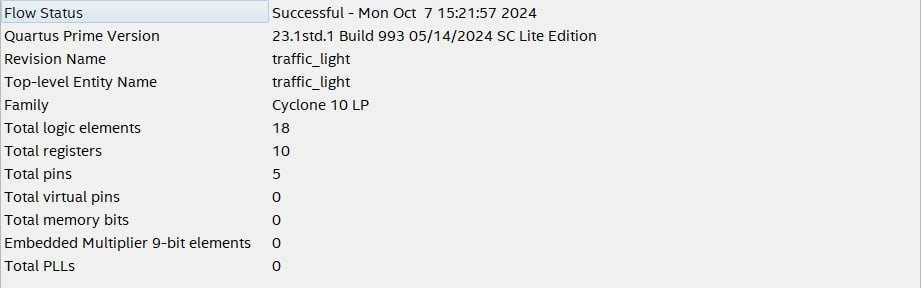 Flow Status Successful - Mon Oct 7 15:21:57 2024
Quartus Prime Version 23.1std.1 Build 993 05/14/2024 SC Lite Edition
Revision Name traffic_light
Top-level Entity Name traffic_light
Family Cyclone 10 LP
Total logic elements 18
Total registers 10
Total pins 5
Total virtual pins 0
Total memory bits 0
Embedded Multiplier 9-bit elements 0
Total PLLs 0